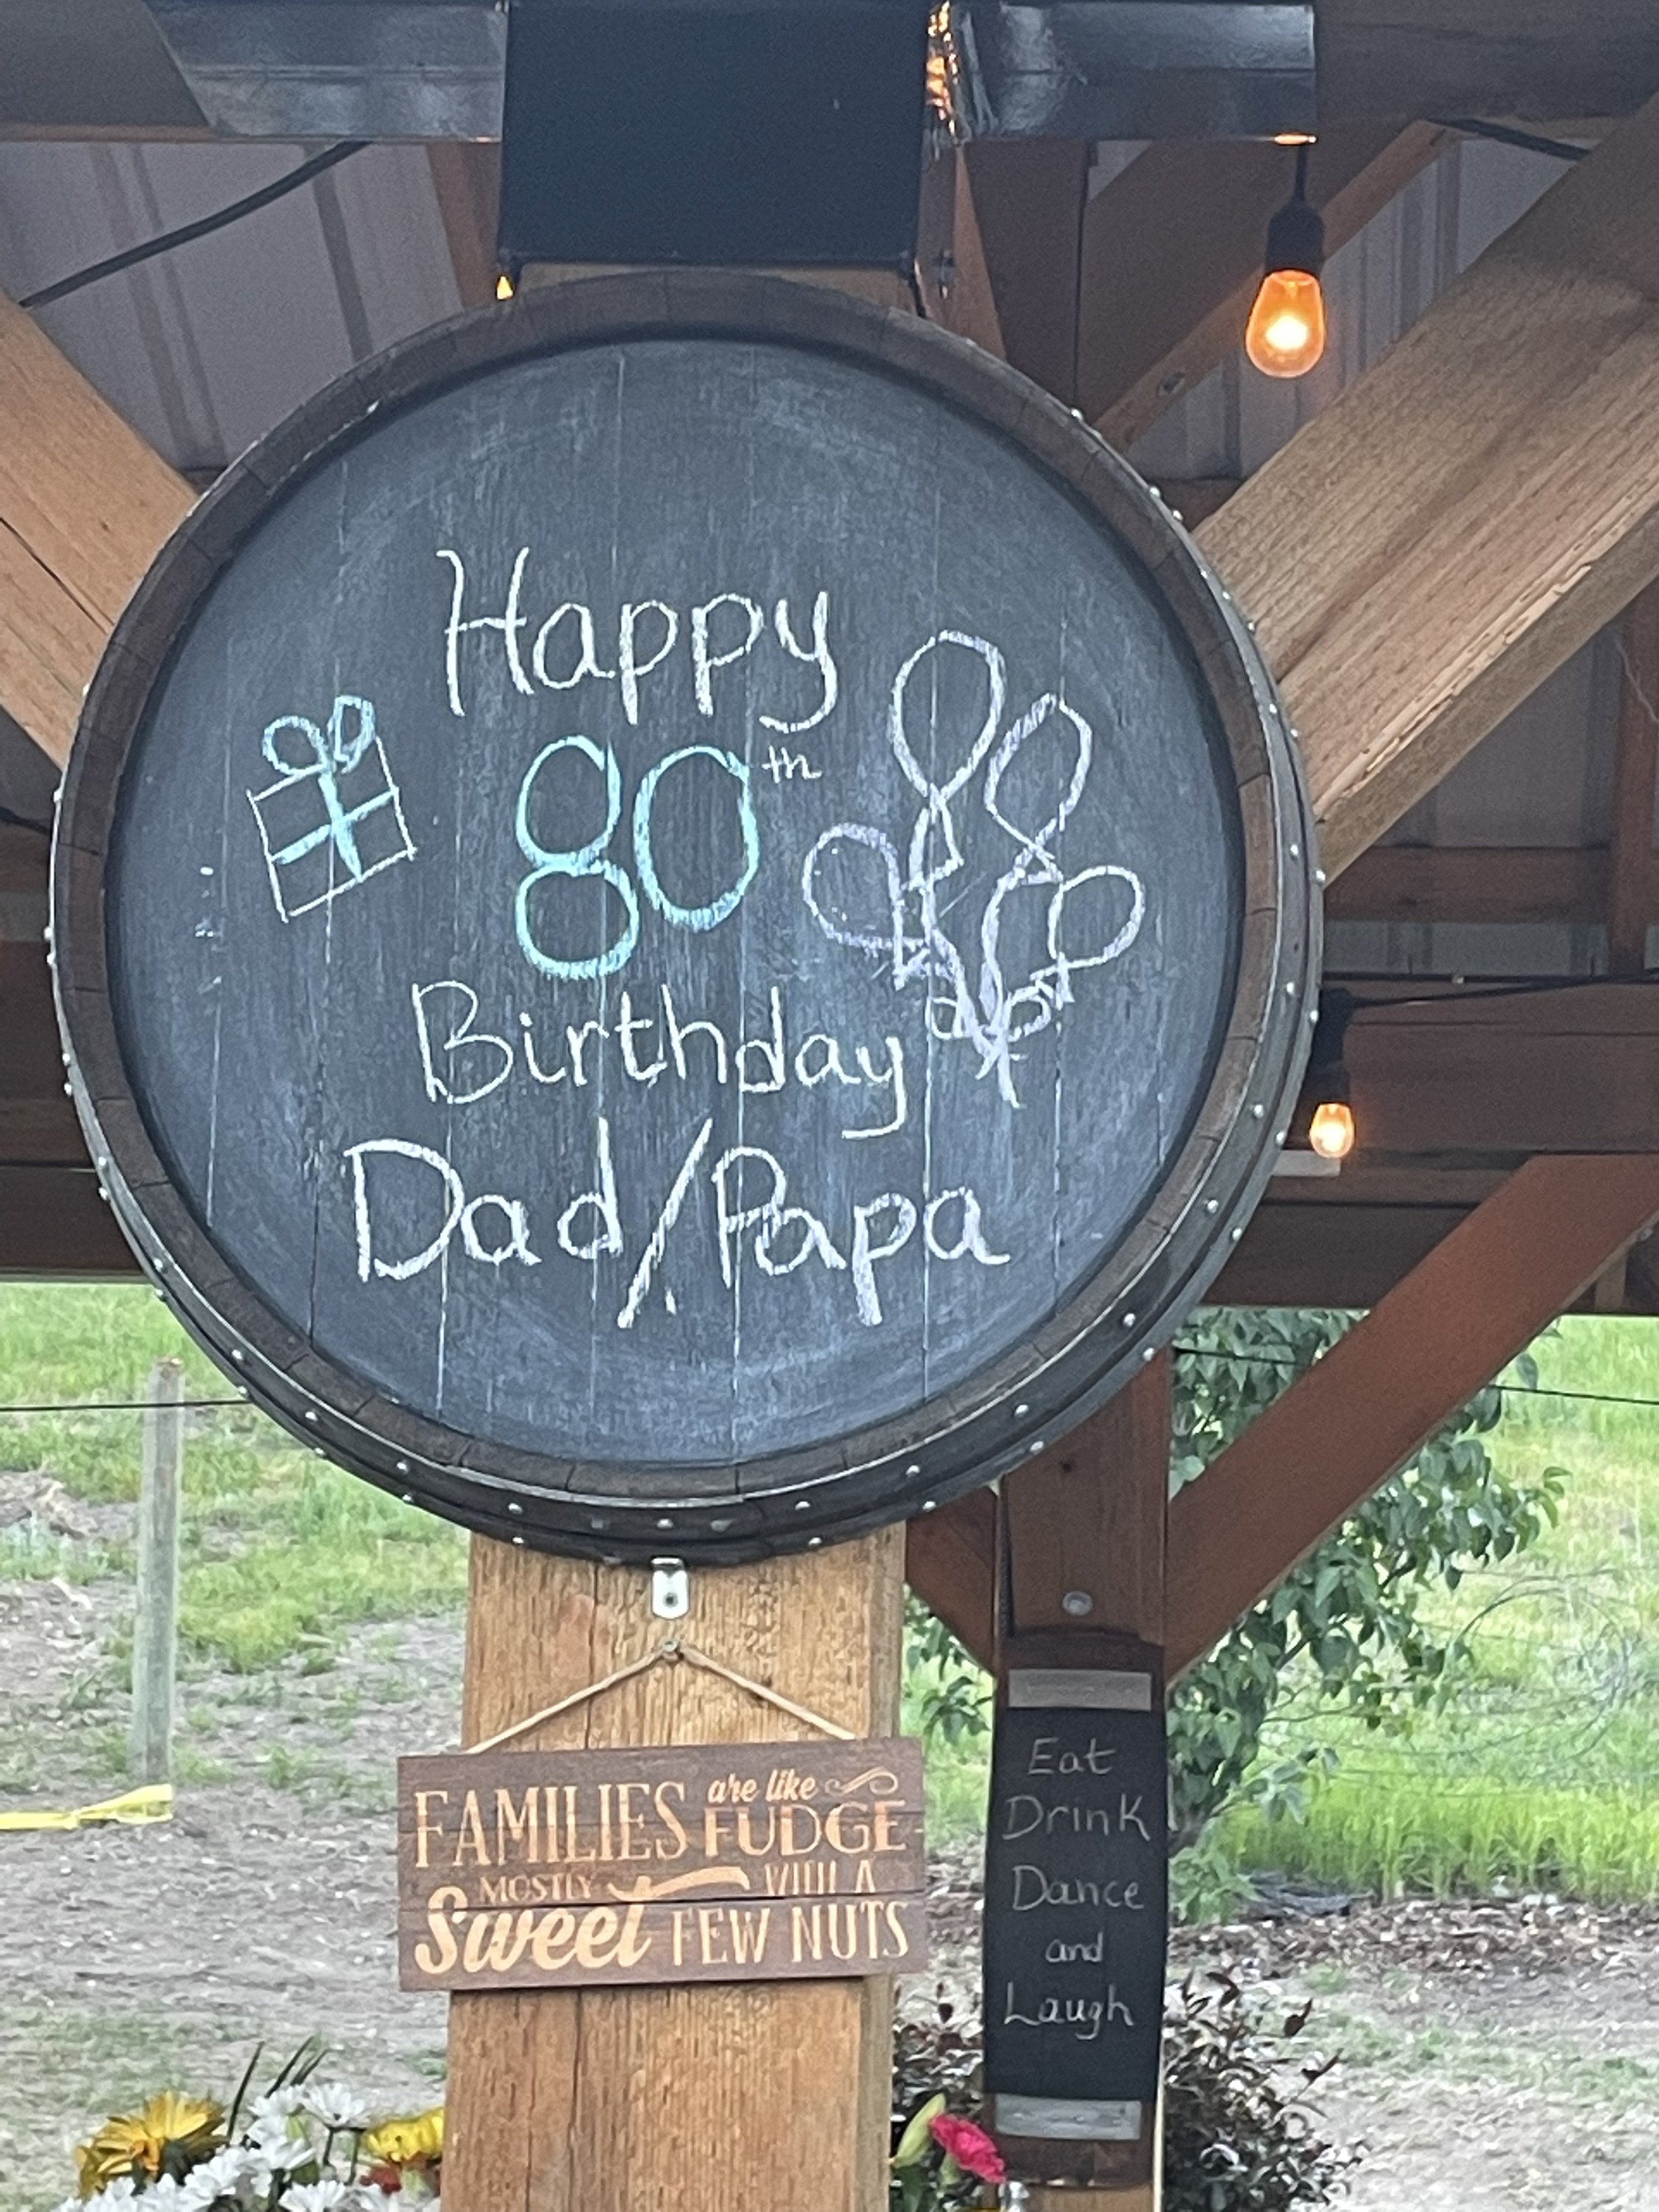 Happy
80th
Birthday
Dad/Papa
FAMILIES are like FUDGE
MOSTLY Sweet WITH A FEW NUTS
Eat
Drink
Dance
and
Laugh